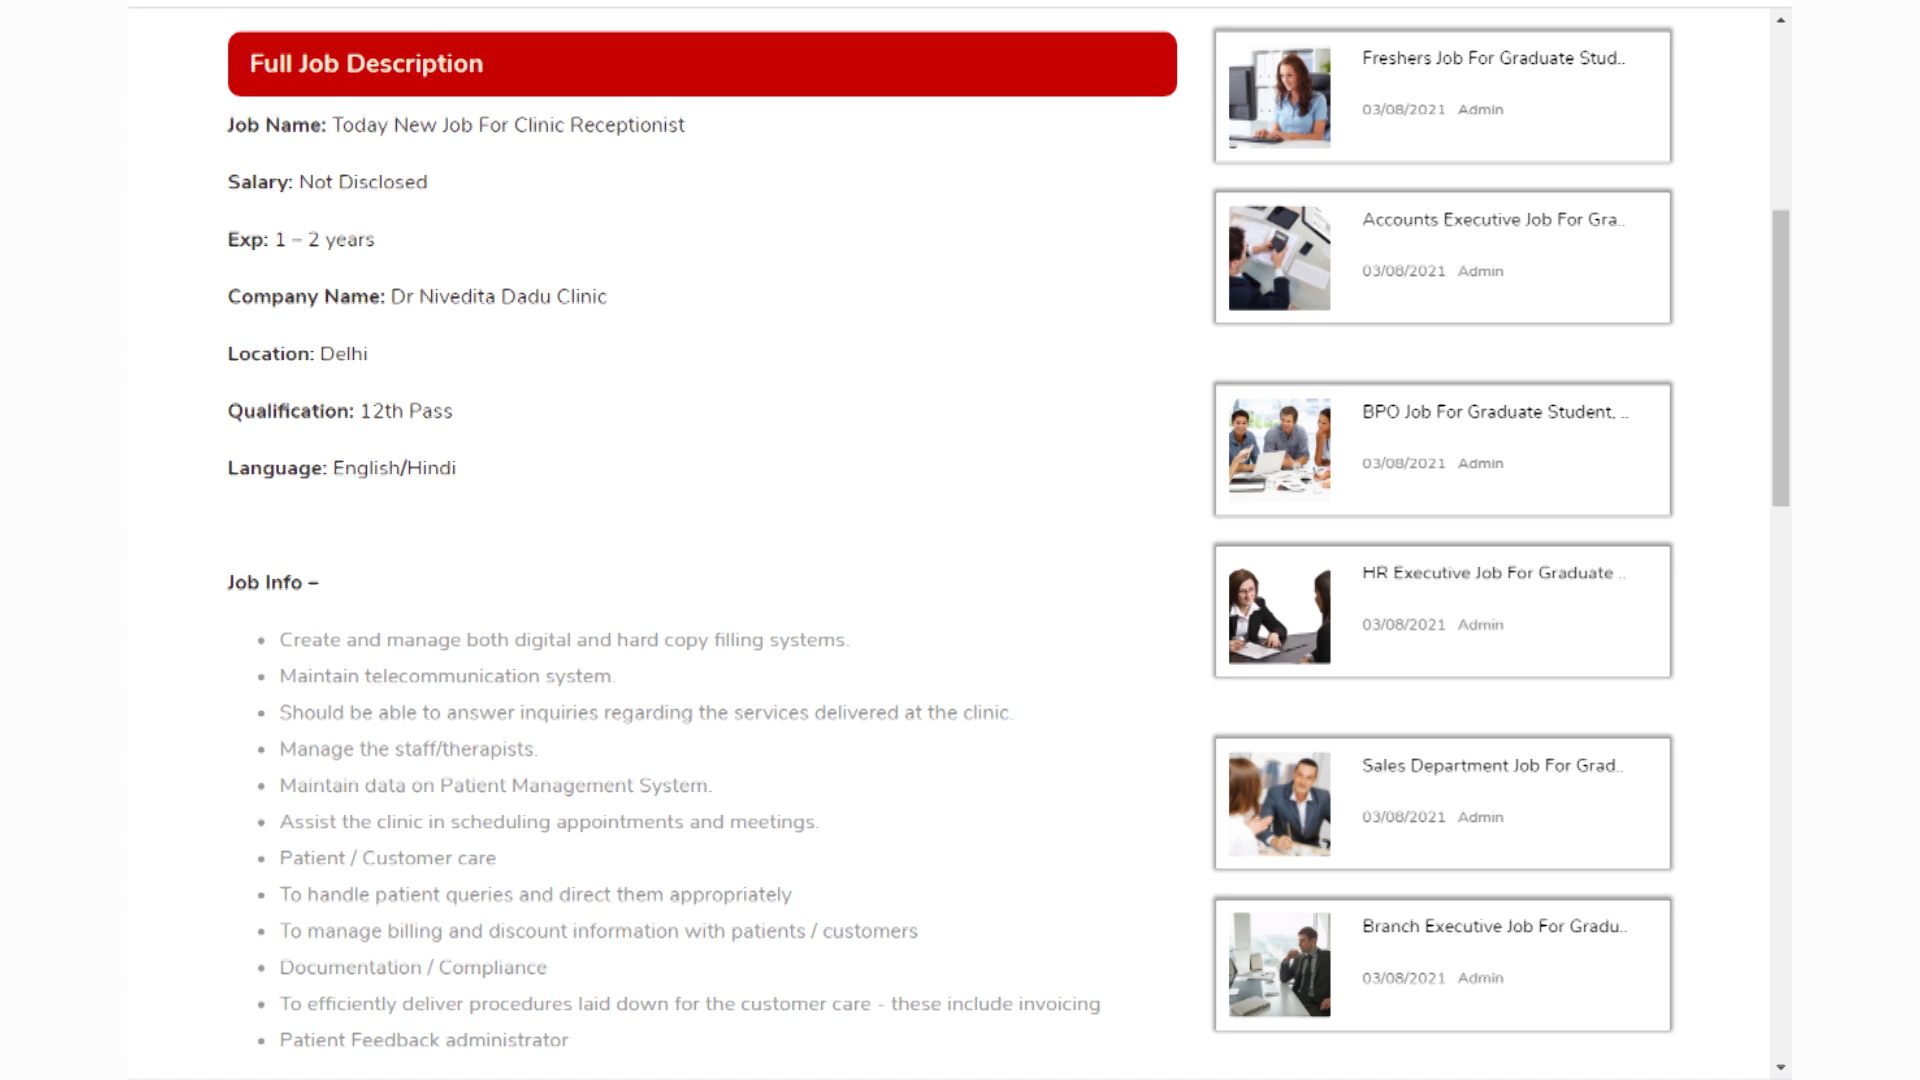 Full Job Description
Job Name: Today New Job For Clinic Receptionist
Salary: Not Disclosed
Exp: 1 – 2 years
Company Name: Dr Nivedita Dadu Clinic
Location: Delhi
Qualification: 12th Pass
Language: English/Hindi
Job Info –
• Create and manage both digital and hard copy filling systems.
• Maintain telecommunication system.
• Should be able to answer inquiries regarding the services delivered at the clinic.
• Manage the staff/therapists.
• Maintain data on Patient Management System.
• Assist the clinic in scheduling appointments and meetings.
• Patient / Customer care
• To handle patient queries and direct them appropriately
• To manage billing and discount information with patients / customers
• Documentation / Compliance
• To efficiently deliver procedures laid down for the customer care - these include invoicing
• Patient Feedback administrator
Freshers Job For Graduate Stud..
03/08/2021 Admin
Accounts Executive Job For Gra..
03/08/2021 Admin
BPO Job For Graduate Student, ..
03/08/2021 Admin
HR Executive Job For Graduate ..
03/08/2021 Admin
Sales Department Job For Grad..
03/08/2021 Admin
Branch Executive Job For Gradu..
03/08/2021 Admin